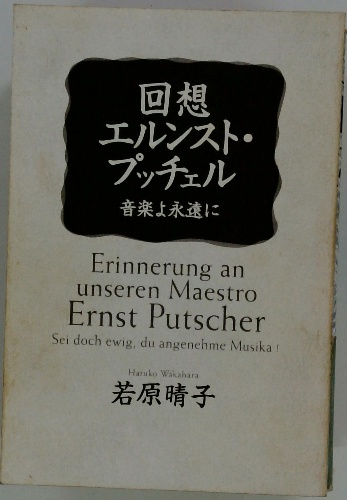 回想
エルンスト・
プッチェル
音楽よ永遠に
Erinnerung an
unseren Maestro
Ernst Putscher
Sei doch ewig, du angenehme Musika!
Haruko Wakahara
若原晴子